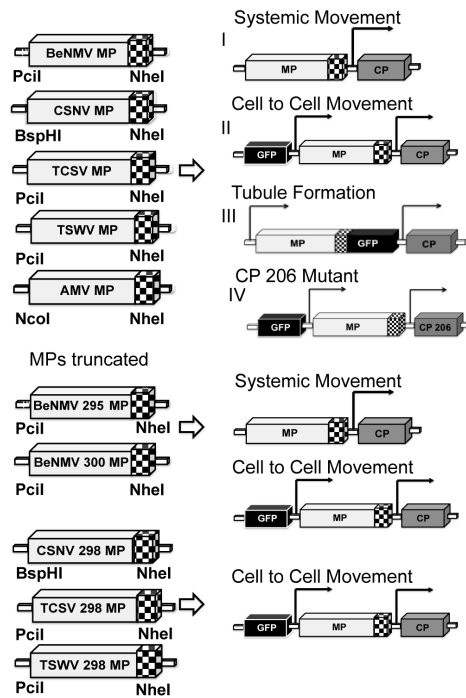 BeNMV MP
PciI NheI
CSNV MP
BspHI NheI
TCSV MP
PciI NheI
TSWV MP
PciI NheI
AMV MP
NcoI NheI
Systemic Movement
I
MP CP
Cell to Cell Movement
II
GFP MP CP
Tubule Formation
III
MP GFP CP
CP 206 Mutant
IV
GFP MP CP 206
MPs truncated
BeNMV 295 MP
PciI NheI
BeNMV 300 MP
PciI NheI
Systemic Movement
MP CP
Cell to Cell Movement
GFP MP CP
CSNV 298 MP
BspHI NheI
TCSV 298 MP
PciI NheI
TSWV 298 MP
PciI NheI
Cell to Cell Movement
GFP MP CP